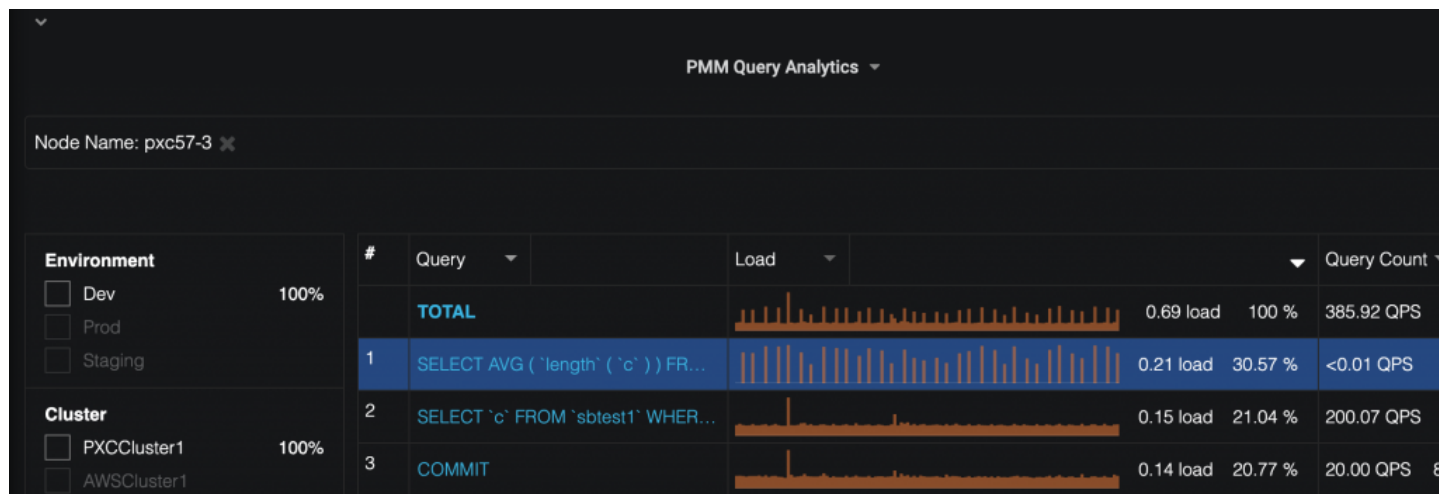 PMM Query Analytics
Node Name: pxc57-3
Environment
Dev 100%
Prod
Staging
Cluster
PXCCluster1 100%
AWSCluster1
# Query Load Query Count
TOTAL 0.69 load 100 % 385.92 QPS
1 SELECT AVG ( `length` ( `c` ) ) FR... 0.21 load 30.57 % <0.01 QPS
2 SELECT `c` FROM `sbtest1` WHER... 0.15 load 21.04 % 200.07 QPS
3 COMMIT 0.14 load 20.77 % 20.00 QPS